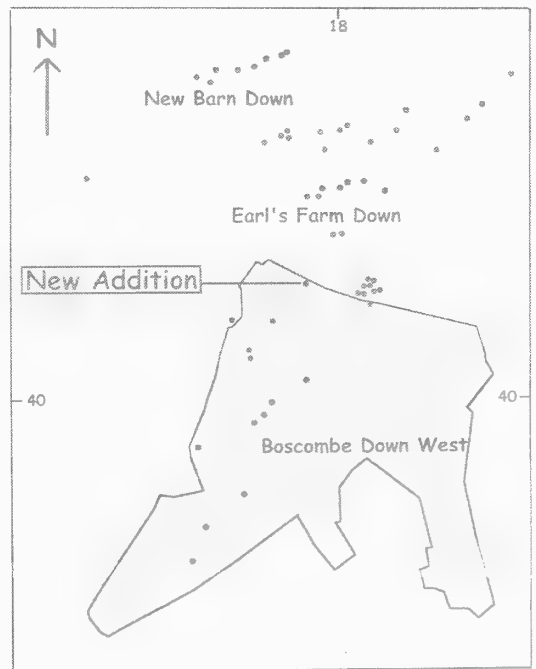 18
N
New Barn Down
Earl's Farm Down
New Addition
40
40
Boscombe Down West